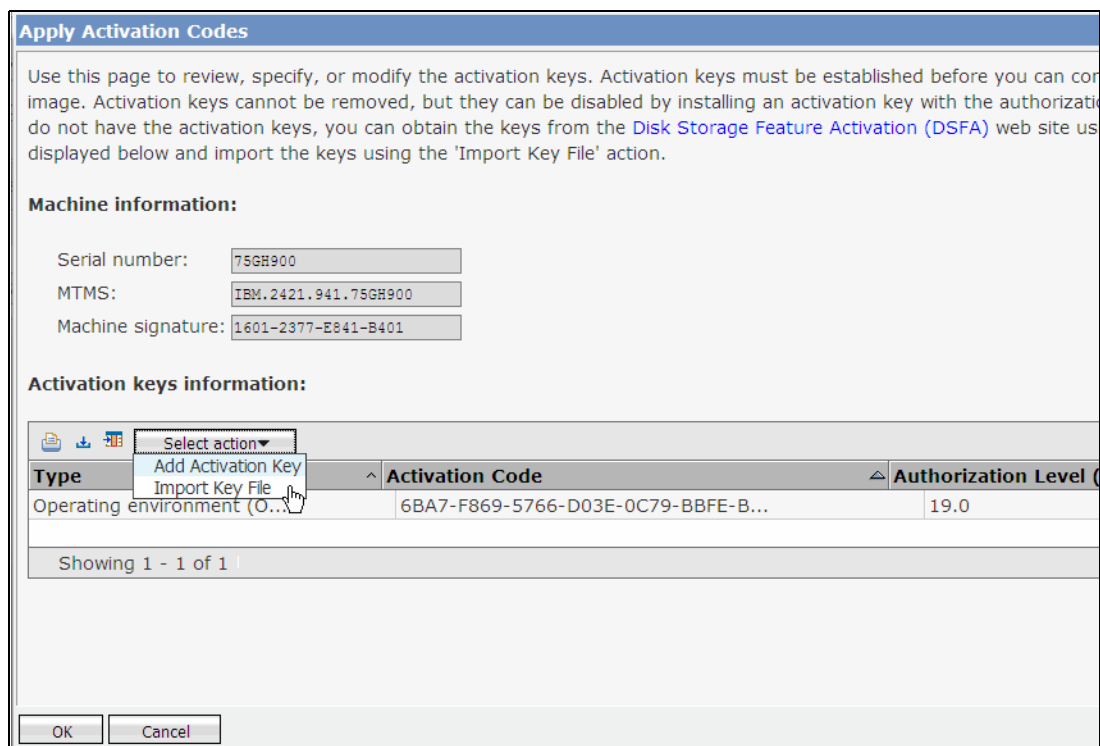 Apply Activation Codes
Use this page to review, specify, or modify the activation keys. Activation keys must be established before you can
image. Activation keys cannot be removed, but they can be disabled by installing an activation key with the
do not have the activation keys, you can obtain the keys from the Disk Storage Feature Activation (DSFA) web site
displayed below and import the keys using the 'Import Key File' action.
Machine information:
Serial number: 75GH900
MTMS: IBM.2421.941.75GH900
Machine signature: 1601-2377-E841-B401
Activation keys information:
Select action
Add Activation Key
Import Key File
Type Activation Code Authorization Level (
Operating environment (O... 6BA7-F869-5766-D03E-0C79-BBFE-B... 19.0
Showing 1 - 1 of 1
OK Cancel